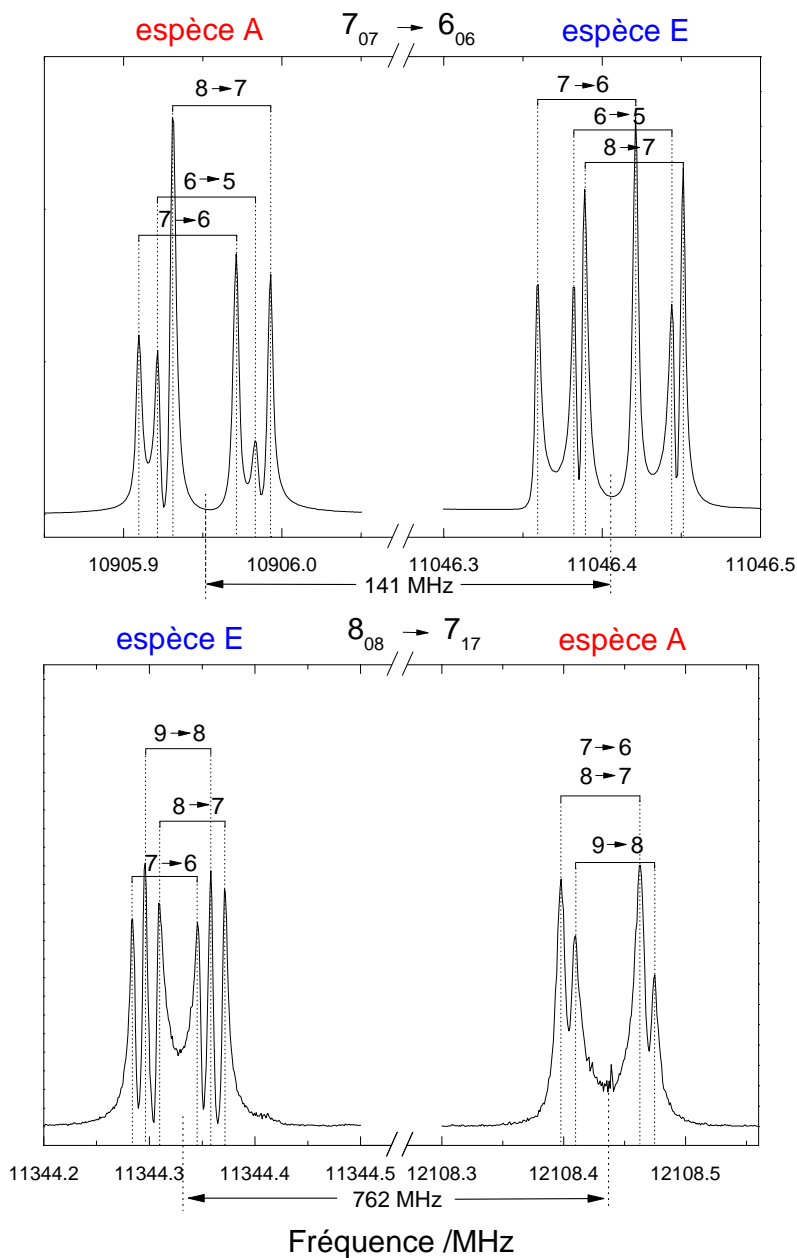 espèce A 7₀₇ → 6₀₆ espèce E
8→7
6→5
7→6
7→6
6→5
8→7
10905.9 10906.0 11046.3 11046.4 11046.5
141 MHz
espèce E 8₀₈ → 7₁₇ espèce A
9→8
8→7
7→6
7→6
8→7
9→8
11344.2 11344.3 11344.4 11344.5 12108.3 12108.4 12108.5
762 MHz
Fréquence /MHz